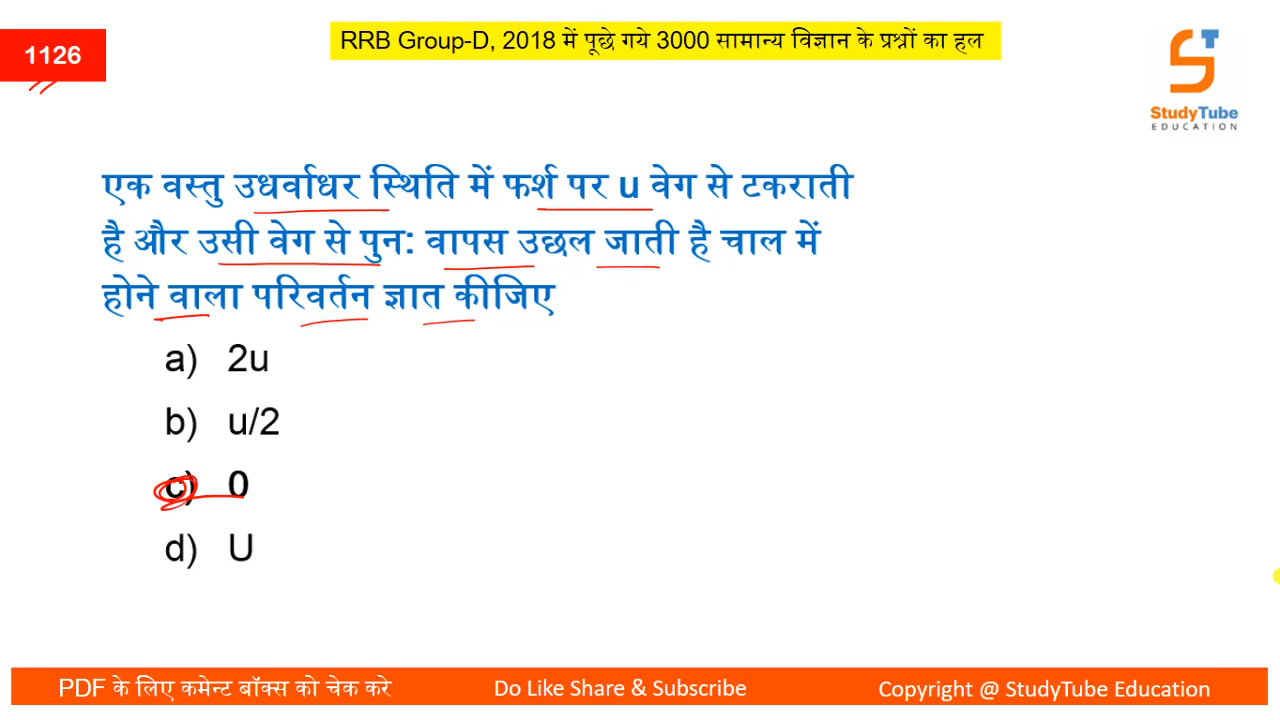 1126
RRB Group-D, 2018 में पूछे गये 3000 सामान्य विज्ञान के प्रश्नों का हल
StudyTube
EDUCATION
एक वस्तु उधर्वाधर स्थिति में फर्श पर u वेग से टकराती
है और उसी वेग से पुन: वापस उछल जाती है चाल में
होने वाला परिवर्तन ज्ञात कीजिए
a) 2u
b) u/2
c) 0
d) U
PDF के लिए कमेन्ट बॉक्स को चेक करे
Do Like Share & Subscribe
Copyright @ StudyTube Education